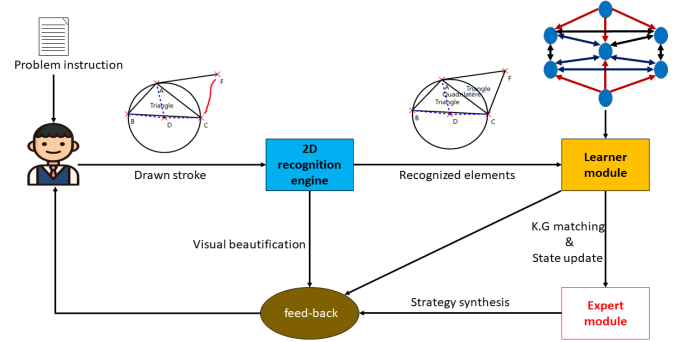 Problem instruction
A
F
Triangle
B
D
C
Drawn stroke
2D
recognition
engine
A
F
Triangle
Quadrilatere
Triangle
B
D
C
Recognized elements
Learner
module
Visual beautification
K.G matching
&
State update
feed-back
Strategy synthesis
Expert
module